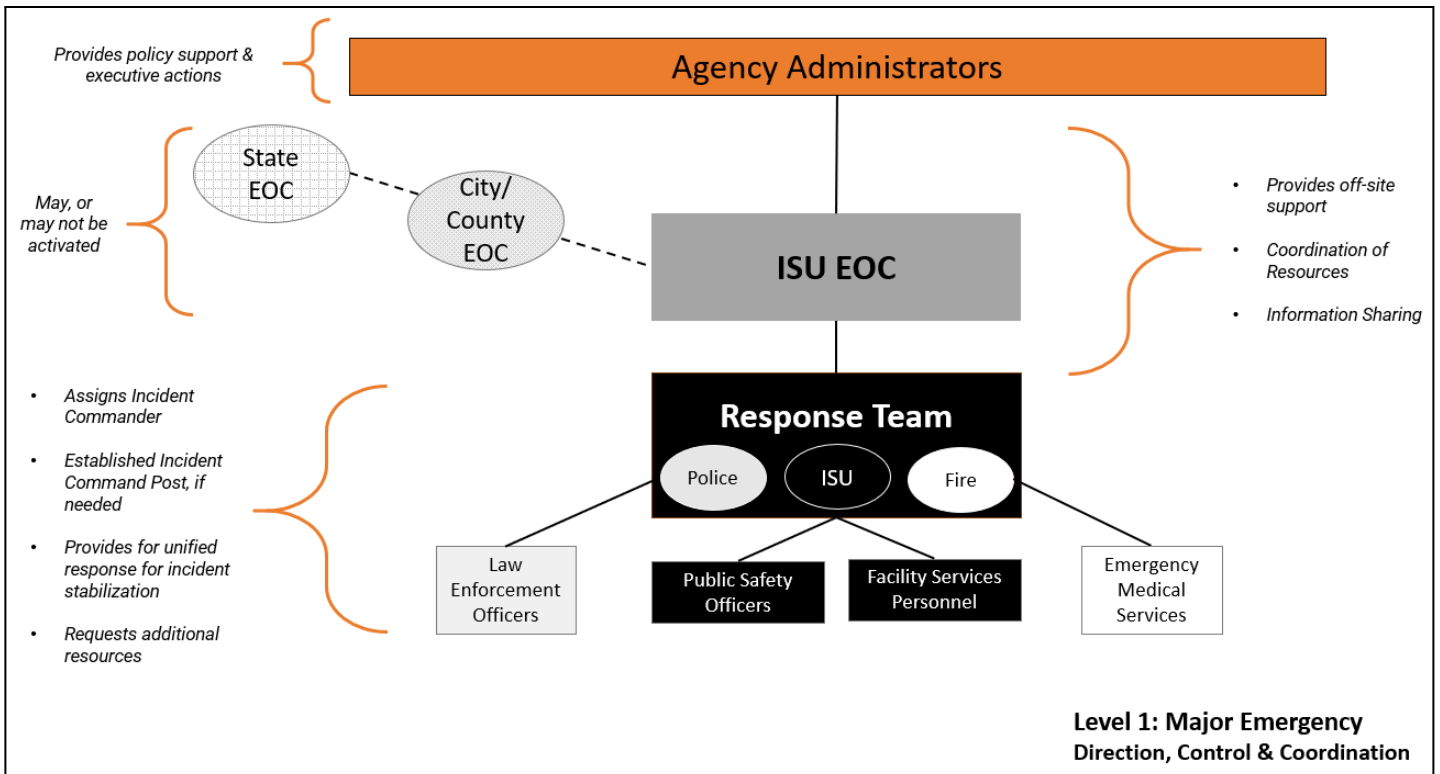 Provides policy support &
executive actions
Agency Administrators
State
EOC
City/
County
EOC
May, or
may not be
activated
ISU EOC
• Provides off-site
support
• Coordination of
Resources
• Information Sharing
• Assigns Incident
Commander
• Established Incident
Command Post, if
needed
• Provides for unified
response for incident
stabilization
• Requests additional
resources
Response Team
Police
ISU
Fire
Law
Enforcement
Officers
Public Safety
Officers
Facility Services
Personnel
Emergency
Medical
Services
Level 1: Major Emergency
Direction, Control & Coordination